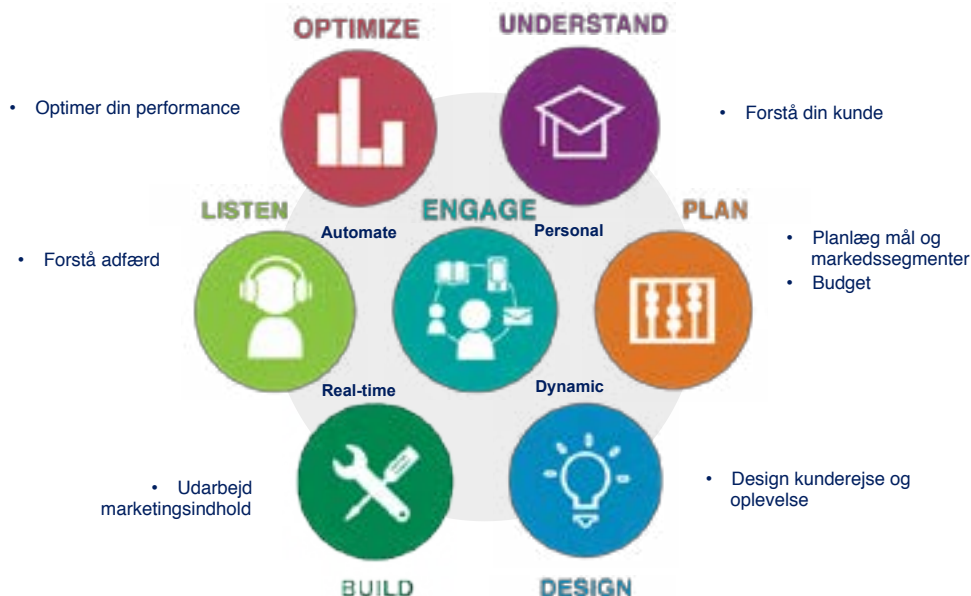 OPTIMIZE
UNDERSTAND
• Optimer din performance
• Forstå din kunde
LISTEN
ENGAGE
PLAN
Automate
Personal
• Forstå adfærd
• Planlæg mål og
markedssegmenter
• Budget
Real-time
Dynamic
• Udarbejd
marketingsindhold
• Design kunderejse og
oplevelse
BUILD
DESIGN